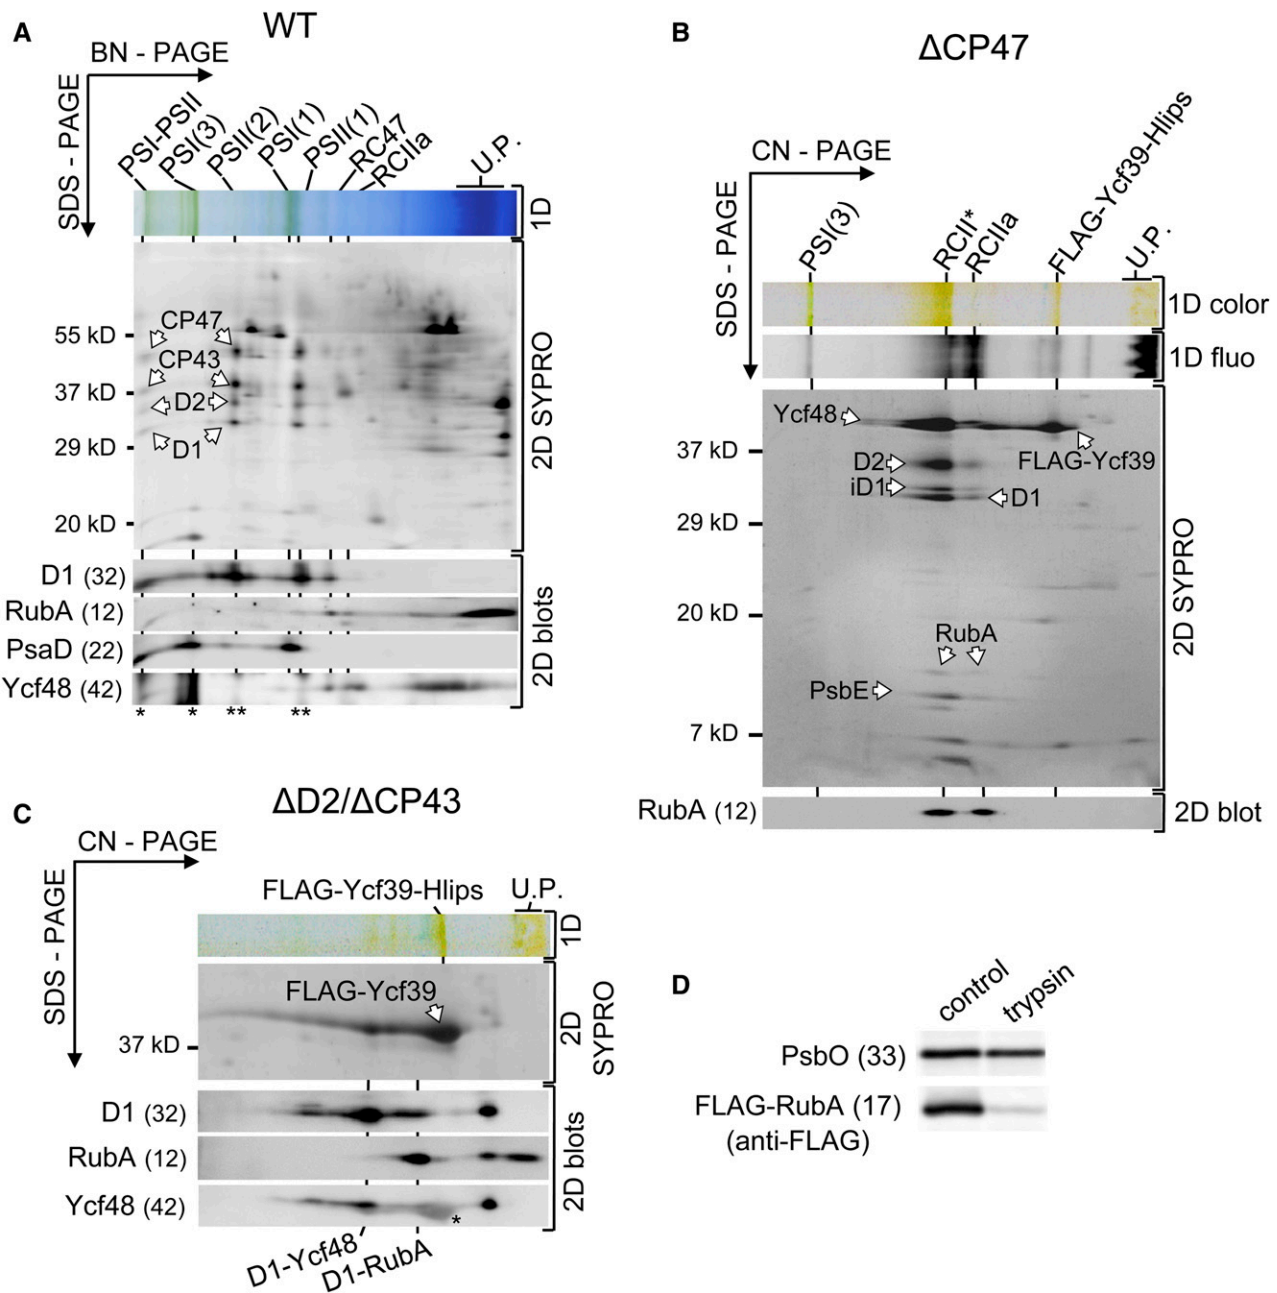 A
WT
BN - PAGE
SDS - PAGE
PSI-PSII
PSI(3)
PSII(2)
PSI(1)
PSII(1)
RC47
RCIIa
U.P.
1D
CP47
55 kD
CP43
37 kD
D2
D1
29 kD
20 kD
2D SYPRO
D1 (32)
RubA (12)
PsaD (22)
Ycf48 (42)
2D blots
* * ** **
B
ΔCP47
CN - PAGE
SDS - PAGE
PSI(3)
RCII*
RCIIa
FLAG-Ycf39-Hlips
U.P.
1D color
1D fluo
Ycf48
37 kD
FLAG-Ycf39
D2
iD1
D1
29 kD
20 kD
RubA
PsbE
7 kD
2D SYPRO
RubA (12)
2D blot
C
ΔD2/ΔCP43
CN - PAGE
SDS - PAGE
FLAG-Ycf39-Hlips
U.P.
1D
FLAG-Ycf39
37 kD
2D
SYPRO
D1 (32)
RubA (12)
Ycf48 (42)
*
2D blots
D1-Ycf48
D1-RubA
D
control
trypsin
PsbO (33)
FLAG-RubA (17)
(anti-FLAG)